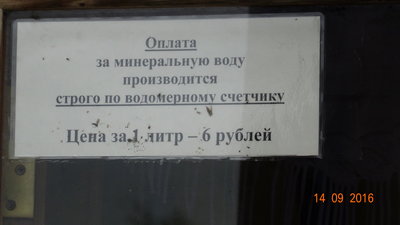 Оплата
за минеральную воду
производится
строго по водомерному счетчику
Цена за 1 литр – 6 рублей
14 09 2016